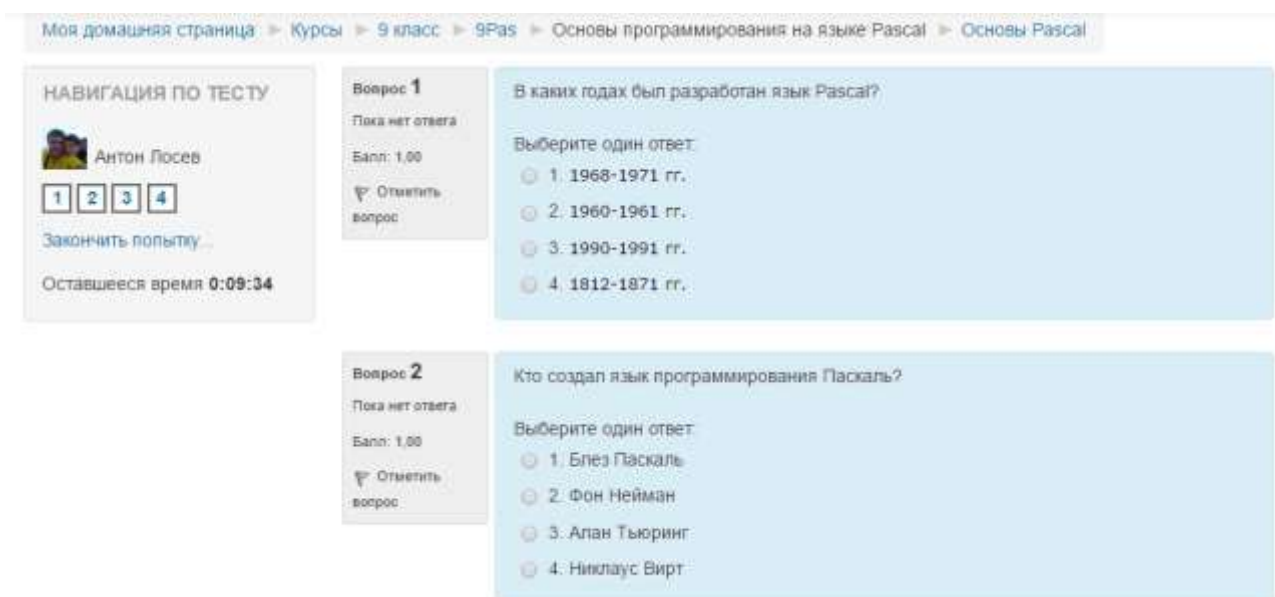 Моя домашняя страница ► Курсы ► 9 класс ► 9Pas ► Основы программирования на языке Pascal ► Основы Pascal
НАВИГАЦИЯ ПО ТЕСТУ
Антон Лосев
1 2 3 4
Закончить попытку...
Оставшееся время 0:09:34
Вопрос 1
Пока нет ответа
Балл: 1,00
Отметить
вопрос
В каких годах был разработан язык Pascal?
Выберите один ответ:
1. 1968-1971 гг.
2. 1960-1961 гг.
3. 1990-1991 гг.
4. 1812-1871 гг.
Вопрос 2
Пока нет ответа
Балл: 1,00
Отметить
вопрос
Кто создал язык программирования Паскаль?
Выберите один ответ:
1. Блез Паскаль
2. Фон Нейман
3. Алан Тьюринг
4. Никлаус Вирт